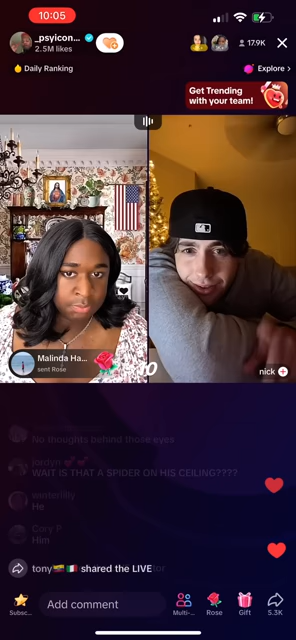 10:05
_psyicon...
2.5M likes
17.9K
Daily Ranking
Explore >
Get Trending
with your team!
Malinda Ha...
sent Rose
nick
No thoughts behind those eyes
jordyn
WAIT IS THAT A SPIDER ON HIS CEILING????
He
Cory P
Him
tony shared the LIVE
Subsc...
Add comment
Multi-...
Rose
Gift
5.3K